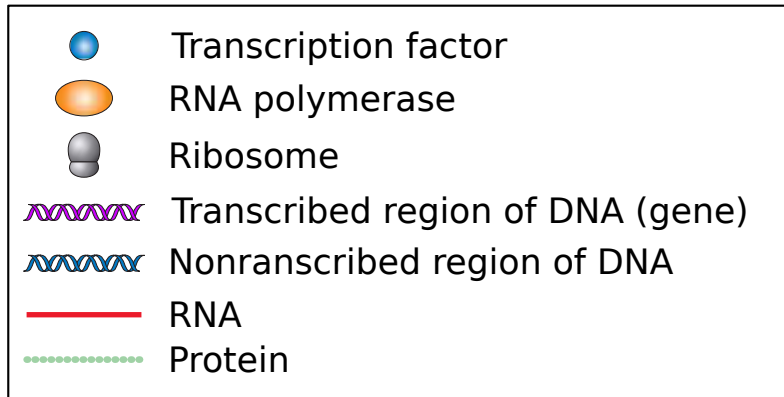 Transcription factor
RNA polymerase
Ribosome
Transcribed region of DNA (gene)
Nonranscribed region of DNA
RNA
Protein